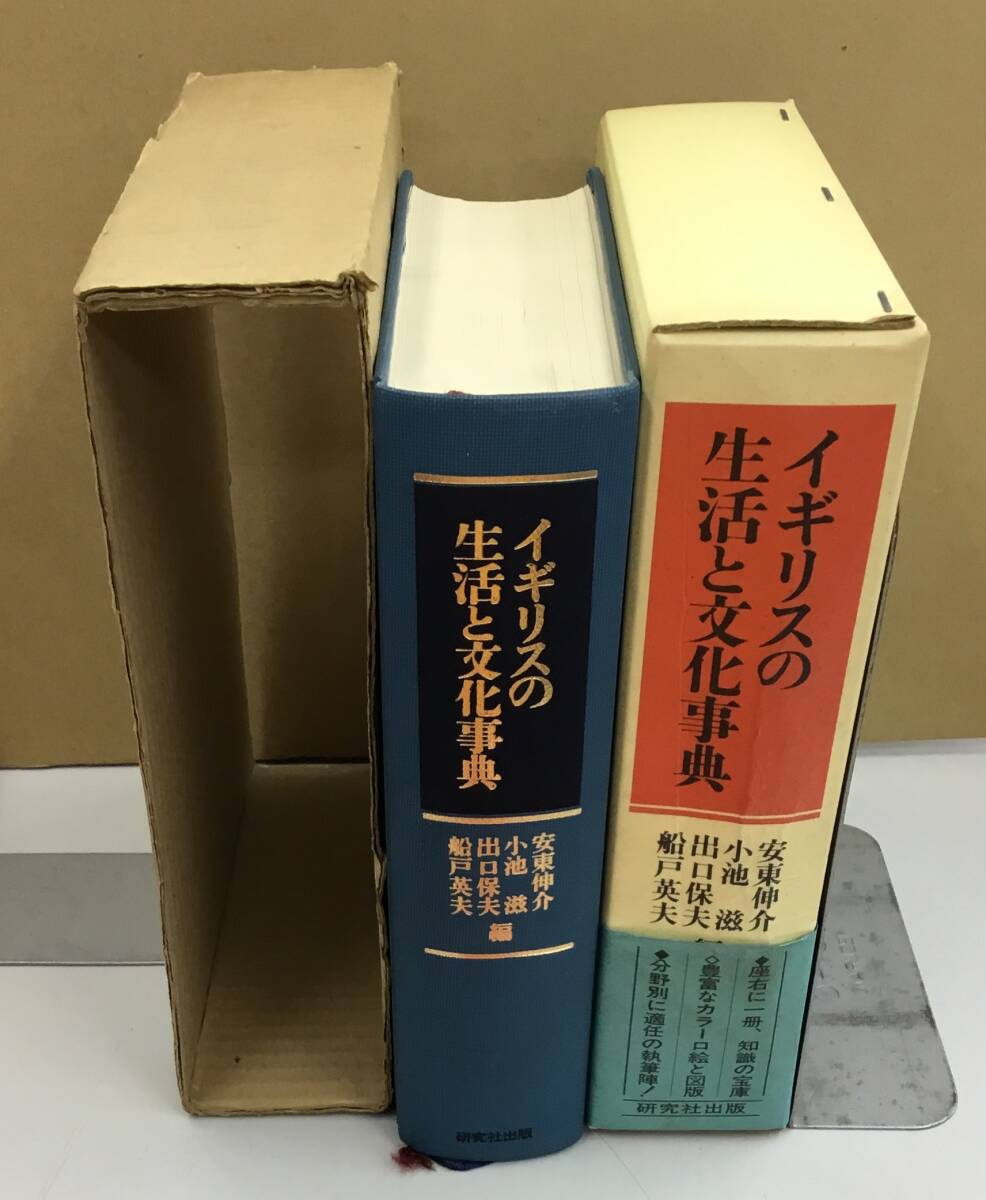 イギリスの
生活と文化事典
安東伸介
小池 滋
出口保夫
船戸英夫
編
研究社出版
イギリスの
生活と文化事典
安東伸介
小池 滋
出口保夫
船戸英夫
◆座右に一冊、知識の宝庫
◇豊富なカラー口絵と図版
◆分野別に適任の執筆陣!
研究社出版